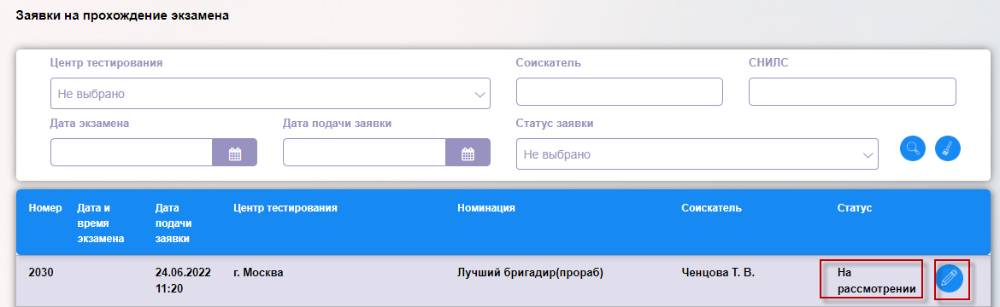 Заявки на прохождение экзамена
Центр тестирования
Соискатель
СНИЛС
Не выбрано
Дата экзамена
Дата подачи заявки
Статус заявки
Не выбрано
Номер
Дата и
время
экзамена
Дата
подачи
заявки
Центр тестирования
Номинация
Соискатель
Статус
2030
24.06.2022
11:20
г. Москва
Лучший бригадир(прораб)
Ченцова Т. В.
На
рассмотрении